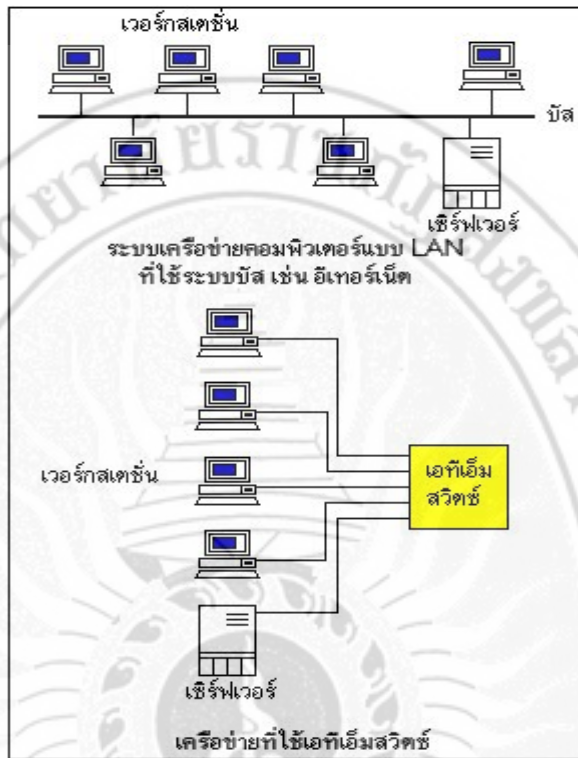 เวอร์กสเตชั่น
บัส
เซิร์ฟเวอร์
ระบบเครือข่ายคอมพิวเตอร์แบบ LAN
ที่ใช้ระบบบัส เช่น อีเทอร์เน็ต
เวอร์กสเตชั่น
เอทีเอ็ม
สวิตซ์
เซิร์ฟเวอร์
เครือข่ายที่ใช้เอทีเอ็มสวิตซ์